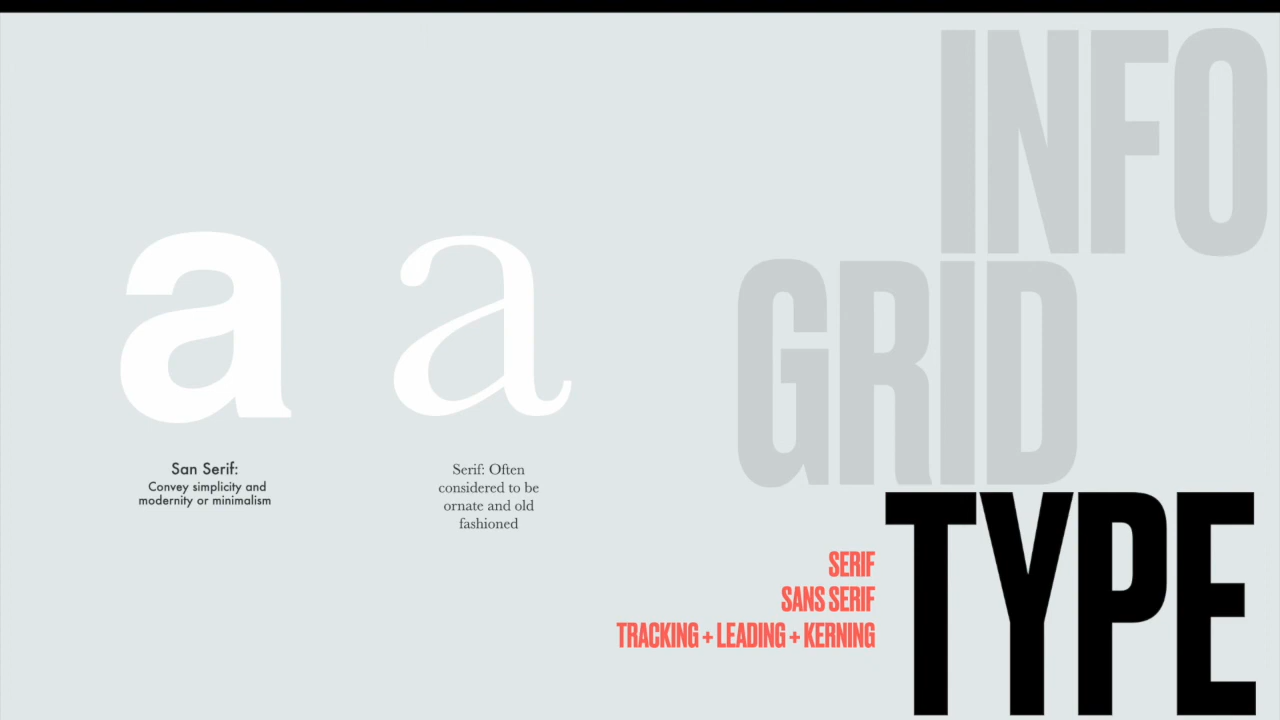 INFO
GRID
TYPE
a a
San Serif:
Convey simplicity and
modernity or minimalism
Serif: Often
considered to be
ornate and old
fashioned
SERIF
SANS SERIF
TRACKING + LEADING + KERNING